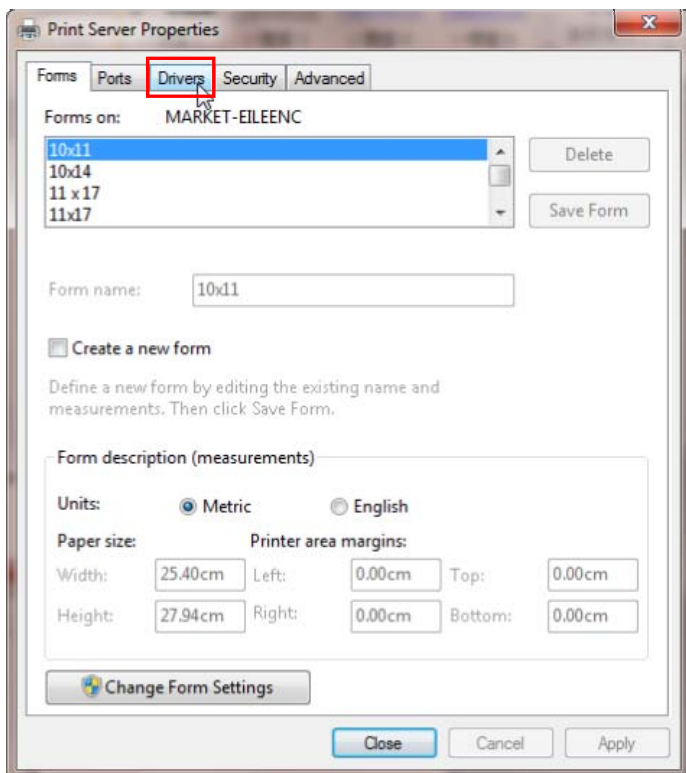 Print Server Properties
Forms Ports Drivers Security Advanced
Forms on: MARKET-EILEENC
10x11
10x14
11 x 17
11x17
Delete
Save Form
Form name: 10x11
Create a new form
Define a new form by editing the existing name and
measurements. Then click Save Form.
Form description (measurements)
Units: Metric English
Paper size: Printer area margins:
Width: 25.40cm Left: 0.00cm Top: 0.00cm
Height: 27.94cm Right: 0.00cm Bottom: 0.00cm
Change Form Settings
Close Cancel Apply